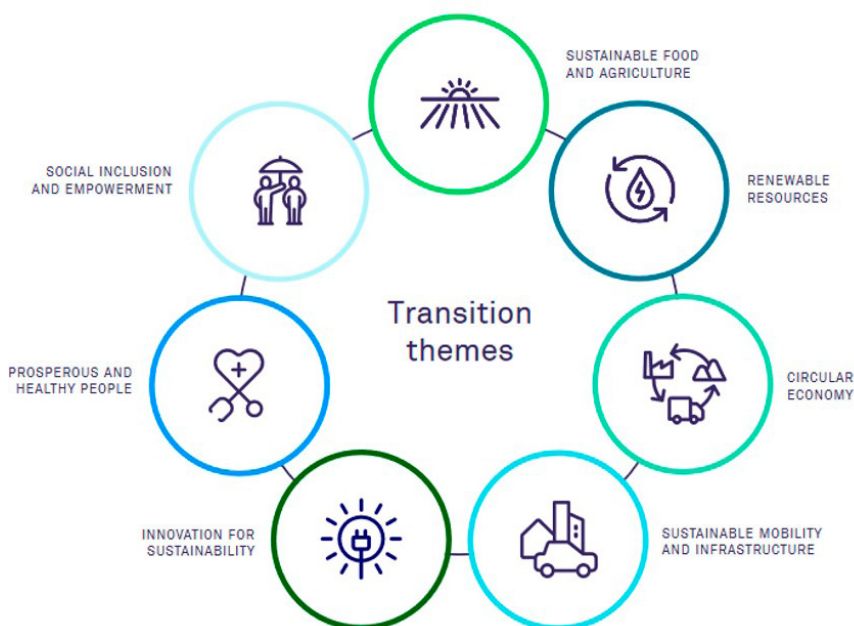 SUSTAINABLE FOOD
AND AGRICULTURE
SOCIAL INCLUSION
AND EMPOWERMENT
RENEWABLE
RESOURCES
Transition
themes
PROSPEROUS AND
HEALTHY PEOPLE
CIRCULAR
ECONOMY
INNOVATION FOR
SUSTAINABILITY
SUSTAINABLE MOBILITY
AND INFRASTRUCTURE